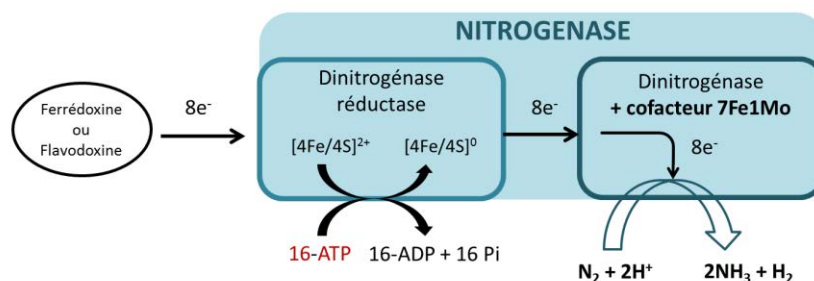 NITROGENASE
Ferrédoxine
ou
Flavodoxine
8e⁻
Dinitrogénase
réductase
[4Fe/4S]²⁺ [4Fe/4S]⁰
16-ATP 16-ADP + 16 Pi
8e⁻
Dinitrogénase
+ cofacteur 7Fe1Mo
8e⁻
N₂ + 2H⁺ 2NH₃ + H₂